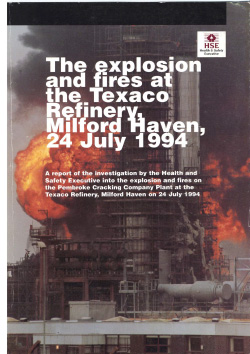 HSE
Health & Safety
Executive
The explosion
and fires at
the Texaco
Refinery,
Milford Haven,
24 July 1994
A report of the investigation by the Health and
Safety Executive into the explosion and fires on
the Pembroke Cracking Company Plant at the
Texaco Refinery, Milford Haven on 24 July 1994